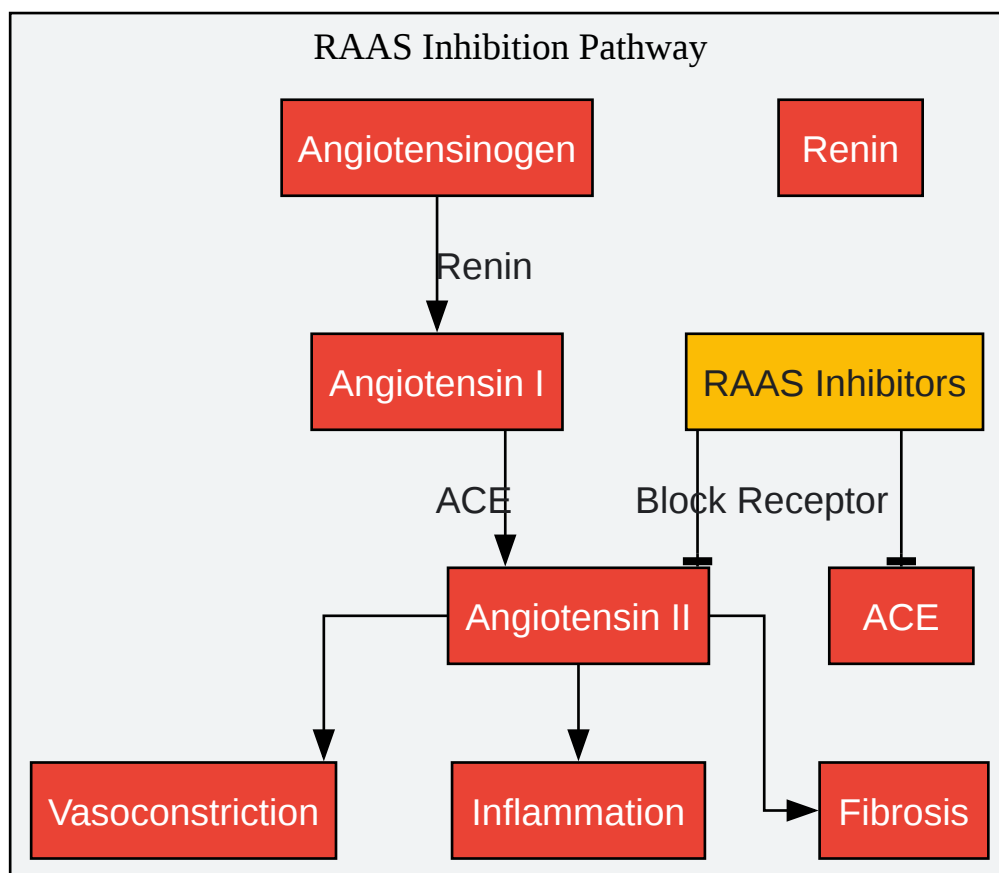 RAAS Inhibition Pathway
Angiotensinogen
Renin
Renin
Angiotensin I
RAAS Inhibitors
ACE
Block Receptor
Angiotensin II
ACE
Vasoconstriction
Inflammation
Fibrosis